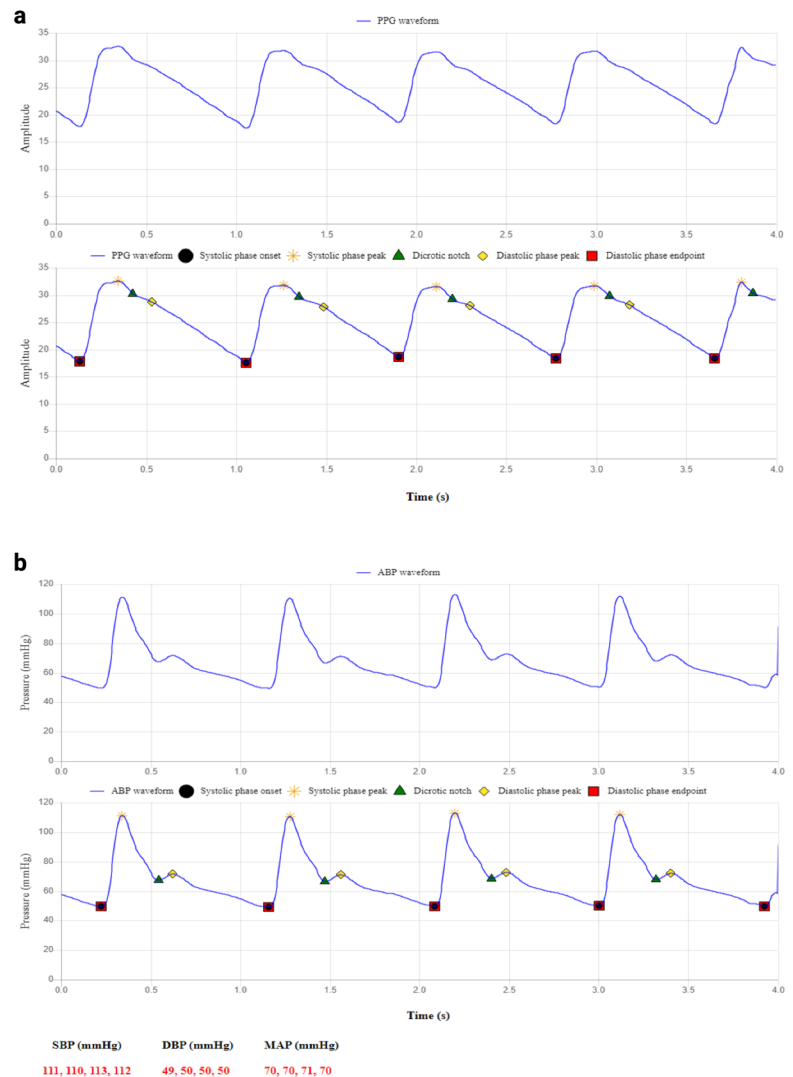 a
PPG waveform
35
30
25
20
15
10
5
0
Amplitude
0.0 0.5 1.0 1.5 2.0 2.5 3.0 3.5 4.0
PPG waveform Systolic phase onset Systolic phase peak Dicrotic notch Diastolic phase peak Diastolic phase endpoint
35
30
25
20
15
10
5
0
Amplitude
0.0 0.5 1.0 1.5 2.0 2.5 3.0 3.5 4.0
Time (s)
b
ABP waveform
120
100
80
60
40
20
0
Pressure (mmHg)
0.0 0.5 1.0 1.5 2.0 2.5 3.0 3.5 4.0
ABP waveform Systolic phase onset Systolic phase peak Dicrotic notch Diastolic phase peak Diastolic phase endpoint
120
100
80
60
40
20
0
Pressure (mmHg)
0.0 0.5 1.0 1.5 2.0 2.5 3.0 3.5 4.0
Time (s)
SBP (mmHg) DBP (mmHg) MAP (mmHg)
111, 110, 113, 112 49, 50, 50, 50 70, 70, 71, 70